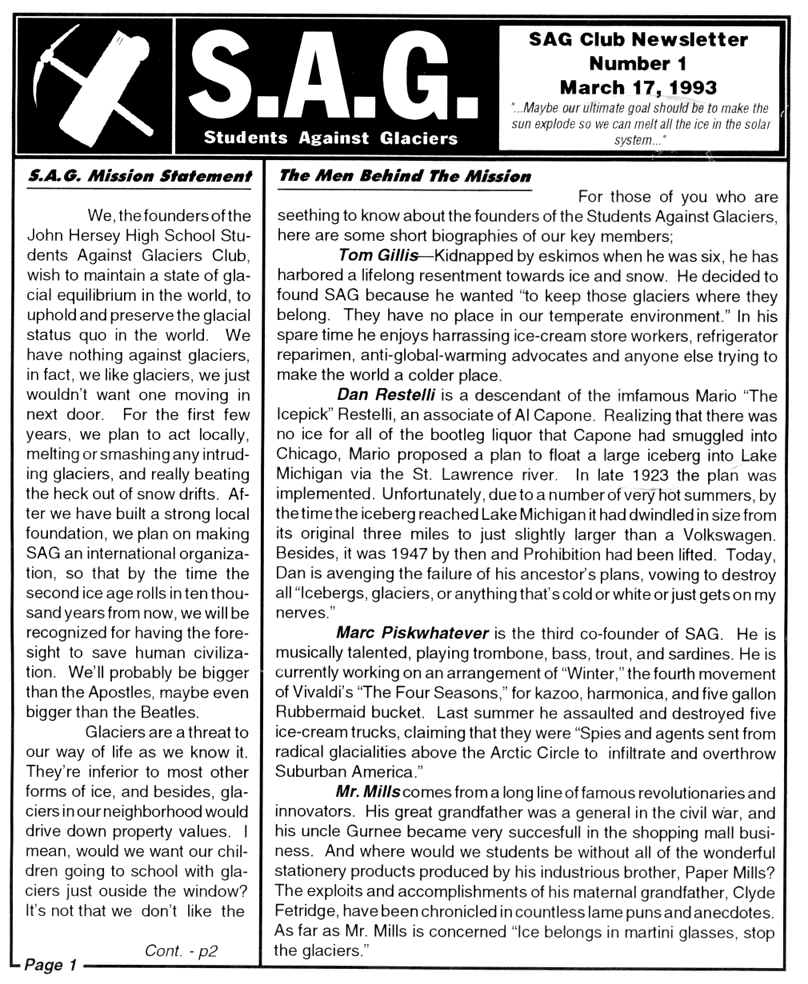 S.A.G.
Students Against Glaciers
SAG Club Newsletter
Number 1
March 17, 1993
"...Maybe our ultimate goal should be to make the
sun explode so we can melt all the ice in the solar
system..."
S.A.G. Mission Statement
We, the founders of the
John Hersey High School Stu-
dents Against Glaciers Club,
wish to maintain a state of gla-
cial equilibrium in the world, to
uphold and preserve the glacial
status quo in the world. We
have nothing against glaciers,
in fact, we like glaciers, we just
wouldn't want one moving in
next door. For the first few
years, we plan to act locally,
melting or smashing any intrud-
ing glaciers, and really beating
the heck out of snow drifts. Af-
ter we have built a strong local
foundation, we plan on making
SAG an international organiza-
tion, so that by the time the
second ice age rolls in ten thou-
sand years from now, we will be
recognized for having the fore-
sight to save human civiliza-
tion. We'll probably be bigger
than the Apostles, maybe even
bigger than the Beatles.
Glaciers are a threat to
our way of life as we know it.
They're inferior to most other
forms of ice, and besides, gla-
ciers in our neighborhood would
drive down property values. I
mean, would we want our chil-
dren going to school with gla-
ciers just ouside the window?
It's not that we don't like the
Cont. - p2
The Men Behind The Mission
For those of you who are
seething to know about the founders of the Students Against Glaciers,
here are some short biographies of our key members;
Tom Gillis—Kidnapped by eskimos when he was six, he has
harbored a lifelong resentment towards ice and snow. He decided to
found SAG because he wanted "to keep those glaciers where they
belong. They have no place in our temperate environment." In his
spare time he enjoys harrassing ice-cream store workers, refrigerator
reparimen, anti-global-warming advocates and anyone else trying to
make the world a colder place.
Dan Restelli is a descendant of the imfamous Mario "The
Icepick" Restelli, an associate of Al Capone. Realizing that there was
no ice for all of the bootleg liquor that Capone had smuggled into
Chicago, Mario proposed a plan to float a large iceberg into Lake
Michigan via the St. Lawrence river. In late 1923 the plan was
implemented. Unfortunately, due to a number of very hot summers, by
the time the iceberg reached Lake Michigan it had dwindled in size from
its original three miles to just slightly larger than a Volkswagen.
Besides, it was 1947 by then and Prohibition had been lifted. Today,
Dan is avenging the failure of his ancestor's plans, vowing to destroy
all "Icebergs, glaciers, or anything that's cold or white or just gets on my
nerves."
Marc Piskwhatever is the third co-founder of SAG. He is
musically talented, playing trombone, bass, trout, and sardines. He is
currently working on an arrangement of "Winter," the fourth movement
of Vivaldi's "The Four Seasons," for kazoo, harmonica, and five gallon
Rubbermaid bucket. Last summer he assaulted and destroyed five
ice-cream trucks, claiming that they were "Spies and agents sent from
radical glacialities above the Arctic Circle to infiltrate and overthrow
Suburban America."
Mr. Mills comes from a long line of famous revolutionaries and
innovators. His great grandfather was a general in the civil war, and
his uncle Gurnee became very succesfull in the shopping mall busi-
ness. And where would we students be without all of the wonderful
stationery products produced by his industrious brother, Paper Mills?
The exploits and accomplishments of his maternal grandfather, Clyde
Fetridge, have been chronicled in countless lame puns and anecdotes.
As far as Mr. Mills is concerned "Ice belongs in martini glasses, stop
the glaciers."
Page 1